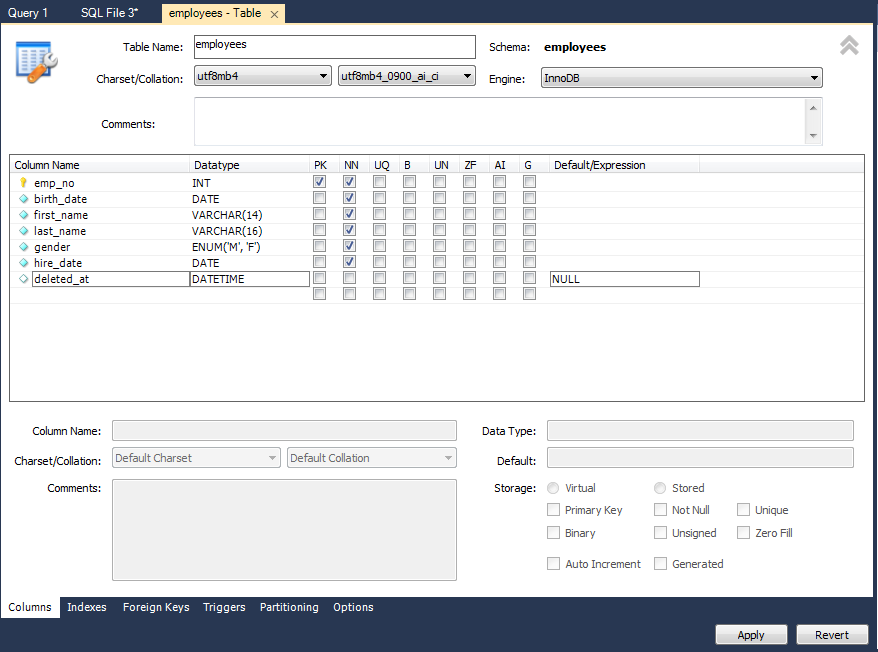 Query 1 SQL File 3* employees - Table
Table Name: employees Schema: employees
Charset/Collation: utf8mb4 utf8mb4_0900_ai_ci Engine: InnoDB
Comments:
Column Name Datatype PK NN UQ B UN ZF AI G Default/Expression
emp_no INT
birth_date DATE
first_name VARCHAR(14)
last_name VARCHAR(16)
gender ENUM('M', 'F')
hire_date DATE
deleted_at DATETIME NULL
Column Name: Data Type:
Charset/Collation: Default Charset Default Collation Default:
Comments: Storage: Virtual Stored
Primary Key Not Null Unique
Binary Unsigned Zero Fill
Auto Increment Generated
Columns Indexes Foreign Keys Triggers Partitioning Options
Apply Revert